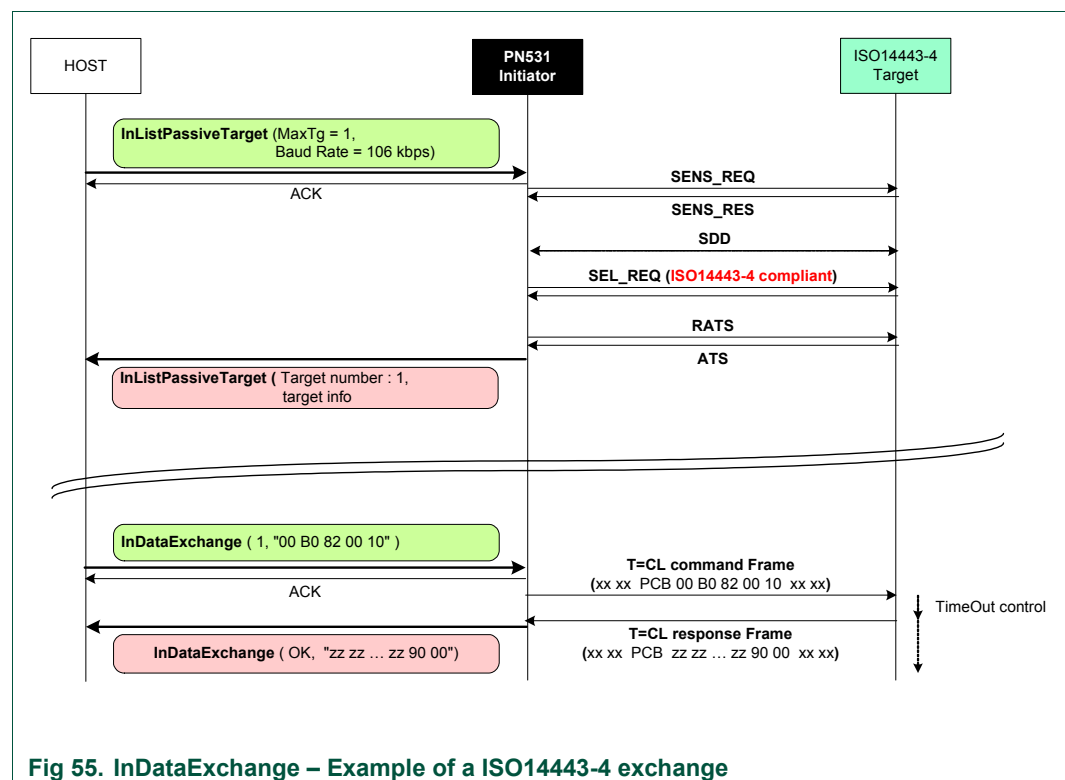 HOST
PN531
Initiator
ISO14443-4
Target
InListPassiveTarget (MaxTg = 1,
Baud Rate = 106 kbps)
ACK
SENS_REQ
SENS_RES
SDD
SEL_REQ (ISO14443-4 compliant)
RATS
ATS
InListPassiveTarget ( Target number : 1,
target info
InDataExchange ( 1, "00 B0 82 00 10" )
ACK
T=CL command Frame
(xx xx PCB 00 B0 82 00 10 xx xx)
TimeOut control
InDataExchange ( OK, "zz zz … zz 90 00")
T=CL response Frame
(xx xx PCB zz zz … zz 90 00 xx xx)
Fig 55. InDataExchange – Example of a ISO14443-4 exchange